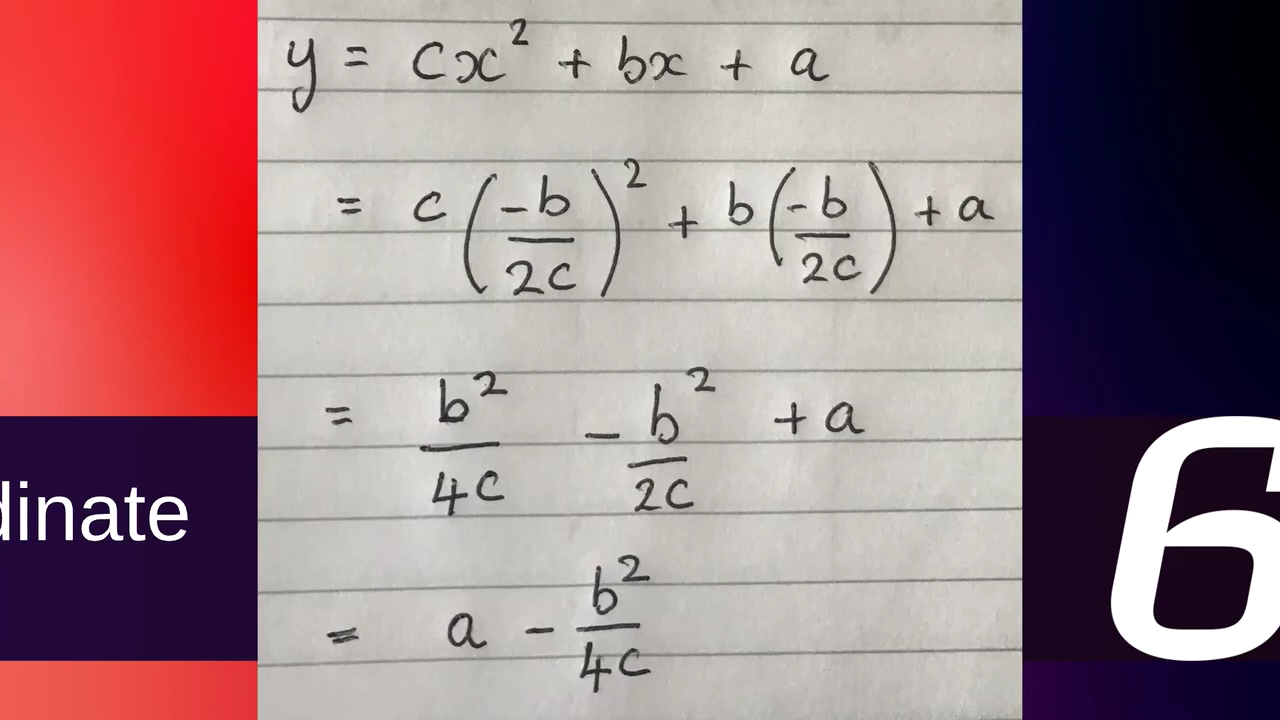 y = cx² + bx + a
= c(-b/2c)² + b(-b/2c) + a
= b²/4c - b²/2c + a
= a - b²/4c
dinate
6